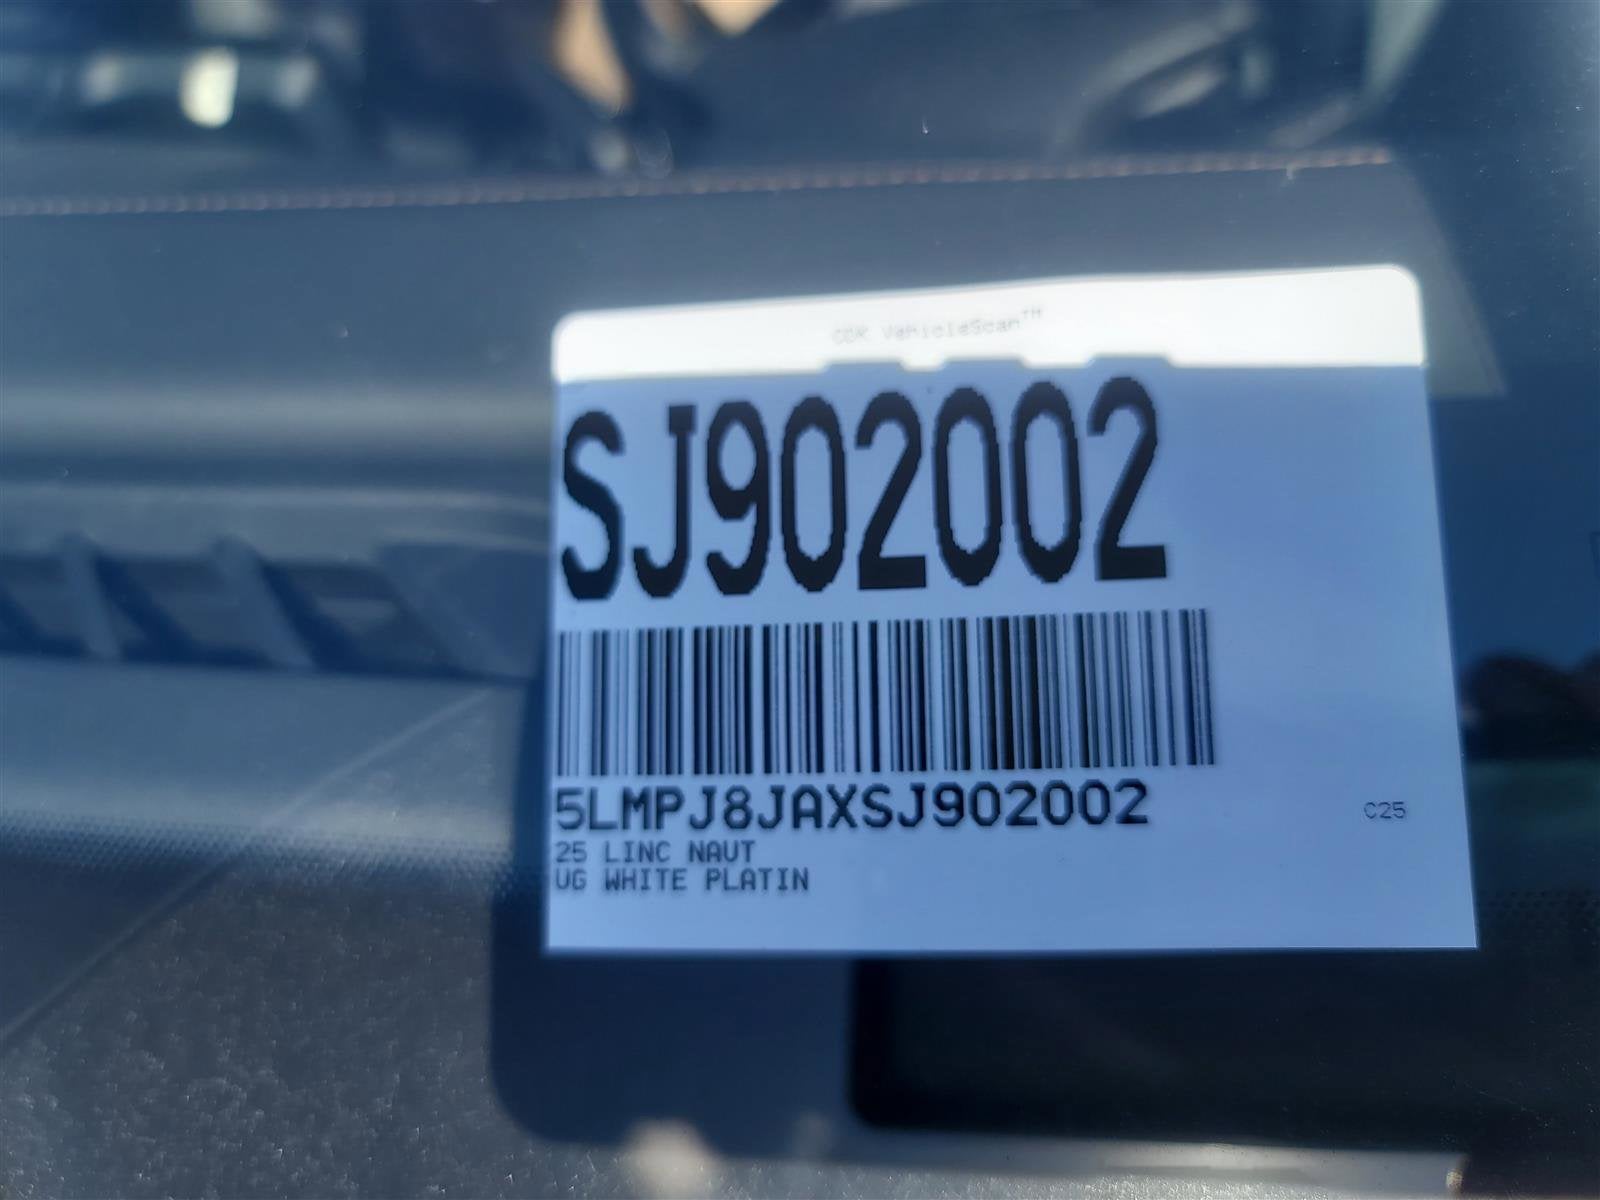 CDK VehicleScan™
SJ902002
5LMPJ8JAXSJ902002
C25
25 LINC NAUT
UG WHITE PLATIN